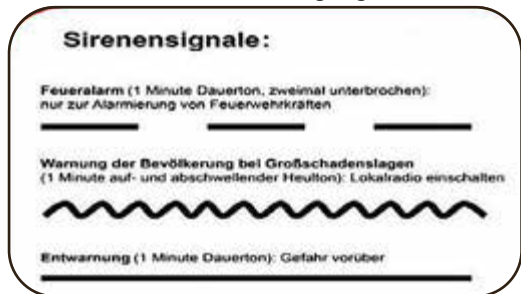 Sirenensignale:
Feueralarm (1 Minute Dauerton, zweimal unterbrochen):
nur zur Alarmierung von Feuerwehrkräften
Warnung der Bevölkerung bei Großschadenslagen
(1 Minute auf- und abschwellender Heulton): Lokalradio einschalten
Entwarnung (1 Minute Dauerton): Gefahr vorüber